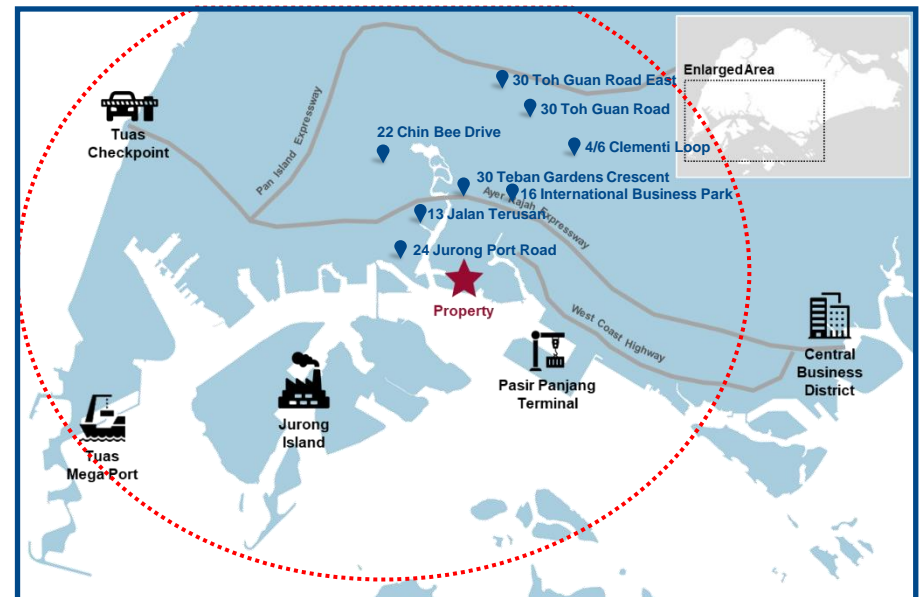 Enlarged Area
30 Toh Guan Road East
30 Toh Guan Road
Tuas
Checkpoint
Pan Island Expressway
22 Chin Bee Drive
4/6 Clementi Loop
30 Teban Gardens Crescent
16 International Business Park
Ayer Rajah Expressway
13 Jalan Terusan
24 Jurong Port Road
Property
West Coast Highway
Central
Business
District
Pasir Panjang
Terminal
Jurong
Island
Tuas
Mega Port